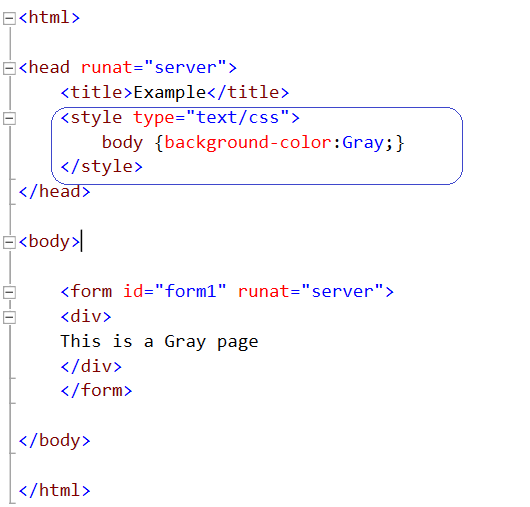 <html>
<head runat="server">
<title>Example</title>
<style type="text/css">
body {background-color:Gray;}
</style>
</head>
<body>
<form id="form1" runat="server">
<div>
This is a Gray page
</div>
</form>
</body>
</html>